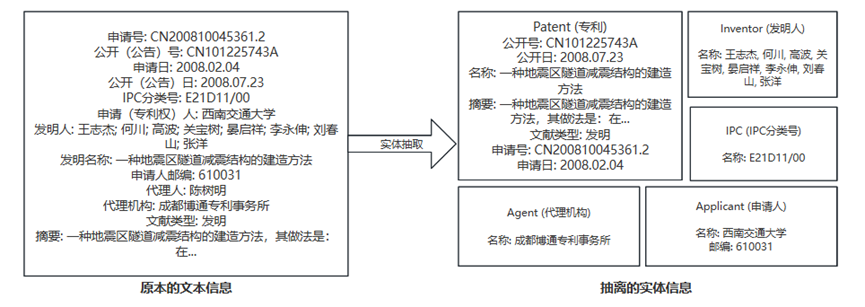 申请号: CN200810045361.2
公开（公告）号: CN101225743A
申请日: 2008.02.04
公开（公告）日: 2008.07.23
IPC分类号: E21D11/00
申请（专利权）人: 西南交通大学
发明人: 王志杰; 何川; 高波; 关宝树; 晏启祥; 李永伸; 刘春
山; 张洋
发明名称: 一种地震区隧道减震结构的建造方法
申请人邮编: 610031
代理人: 陈树明
代理机构: 成都博通专利事务所
文献类型: 发明
摘要: 一种地震区隧道减震结构的建造方法，其做法是：
在...
原本的文本信息
实体抽取
Patent (专利)
公开号: CN101225743A
公开日: 2008.07.23
名称: 一种地震区隧道减震结构的建造
方法
摘要: 一种地震区隧道减震结构的建造
方法，其做法是：在...
文献类型: 发明
申请号: CN200810045361.2
申请日: 2008.02.04
Inventor (发明人)
名称: 王志杰, 何川, 高波, 关
宝树, 晏启祥, 李永伸, 刘春
山, 张洋
IPC (IPC分类号)
名称: E21D11/00
Agent (代理机构)
名称: 成都博通专利事务所
Applicant (申请人)
名称: 西南交通大学
邮编: 610031
抽离的实体信息